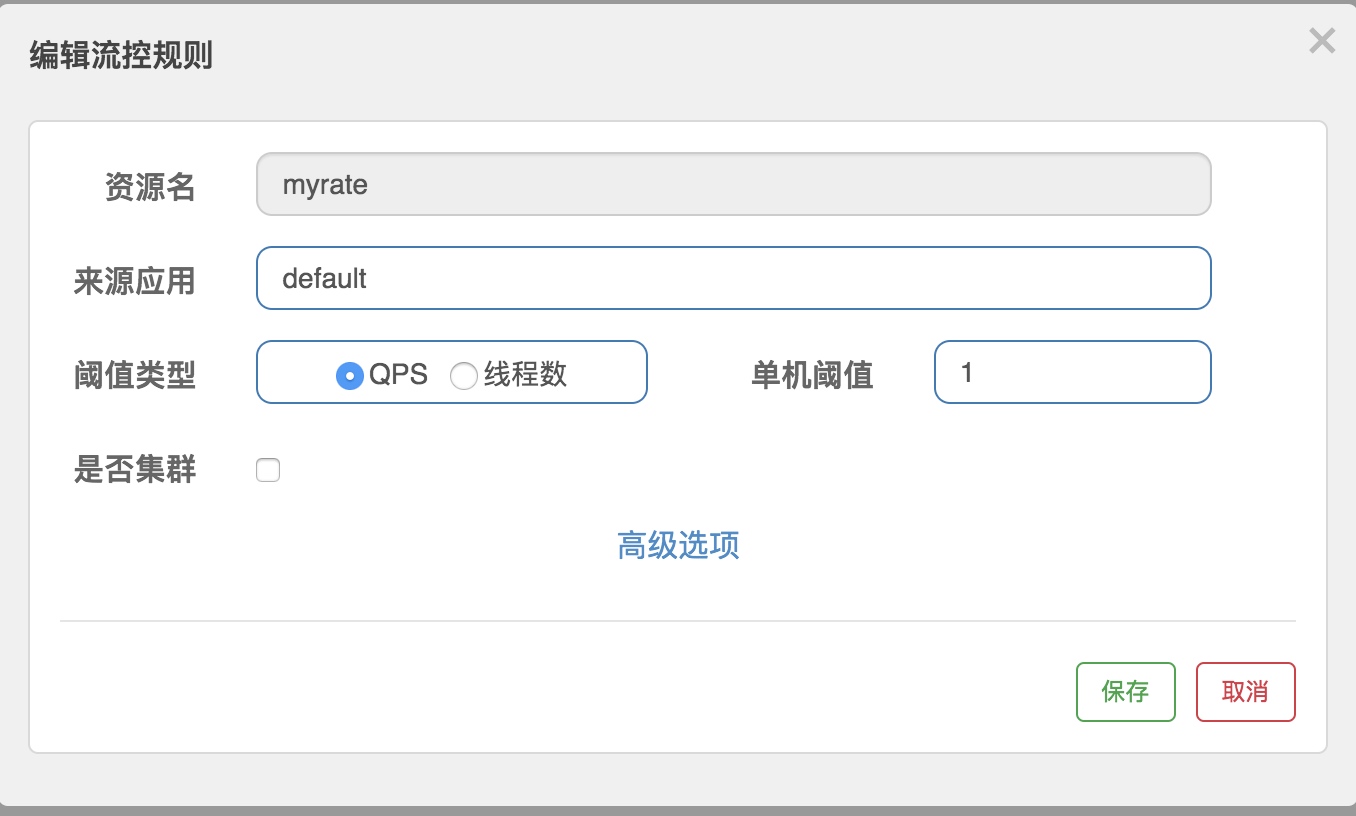 编辑流控规则
资源名 myrate
来源应用 default
阈值类型 QPS 线程数 单机阈值 1
是否集群
高级选项
保存 取消